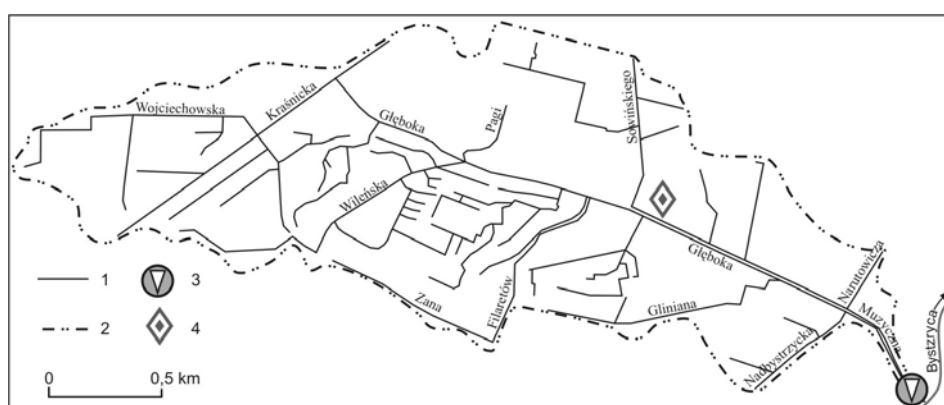 Wojciechowska
Kraśnicka
Głęboka
Pagi
Sowińskiego
Wileńska
Głęboka
Zana
Filaretów
Gliniana
Nadbystrzycka
Narutowicza
Muzyczna
Bystrzyca
1
2
3
4
0 0,5 km